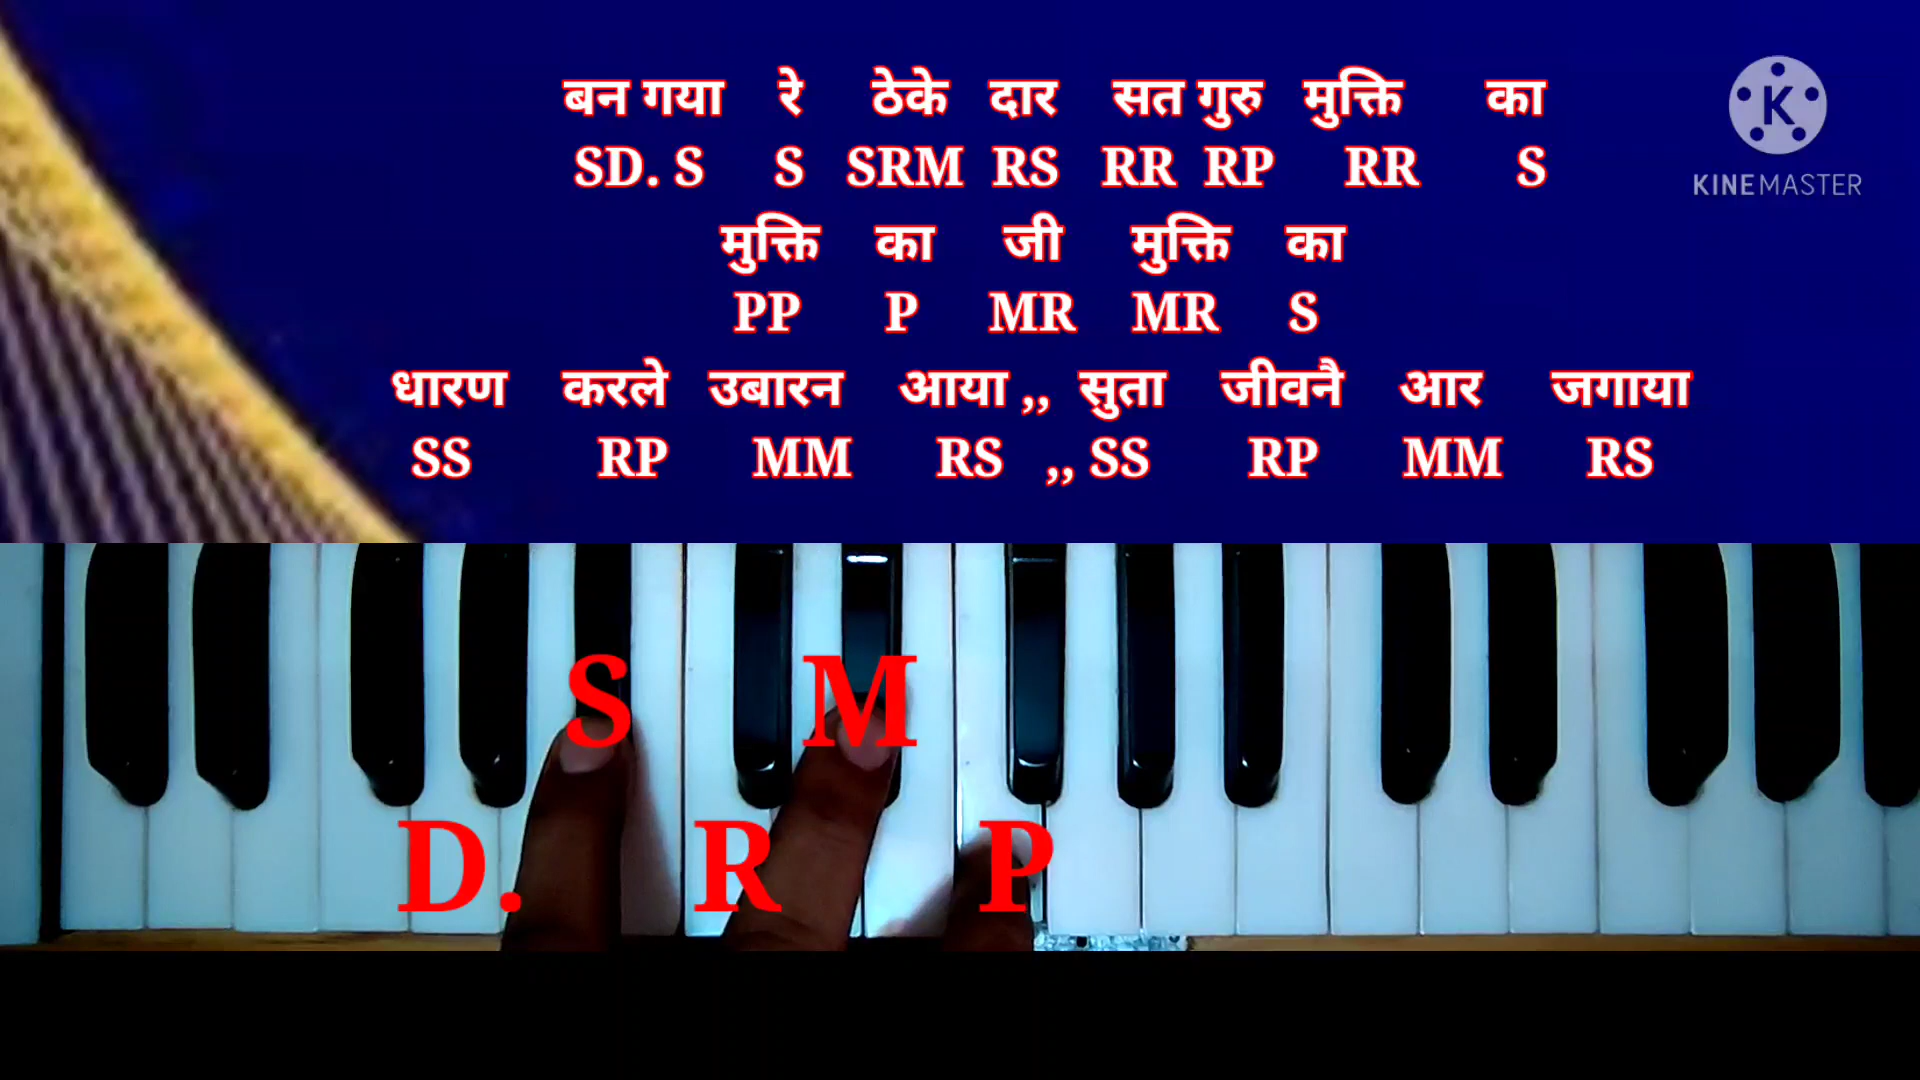 बन गया रे ठेके दार सत गुरु मुक्ति का
SD. S S SRM RS RR RP RR S
मुक्ति का जी मुक्ति का
PP P MR MR S
धारण करले उबारन आया ,, सुता जीवनै आर जगाया
SS RP MM RS ,, SS RP MM RS
K
KINEMASTER
S M
D. R P